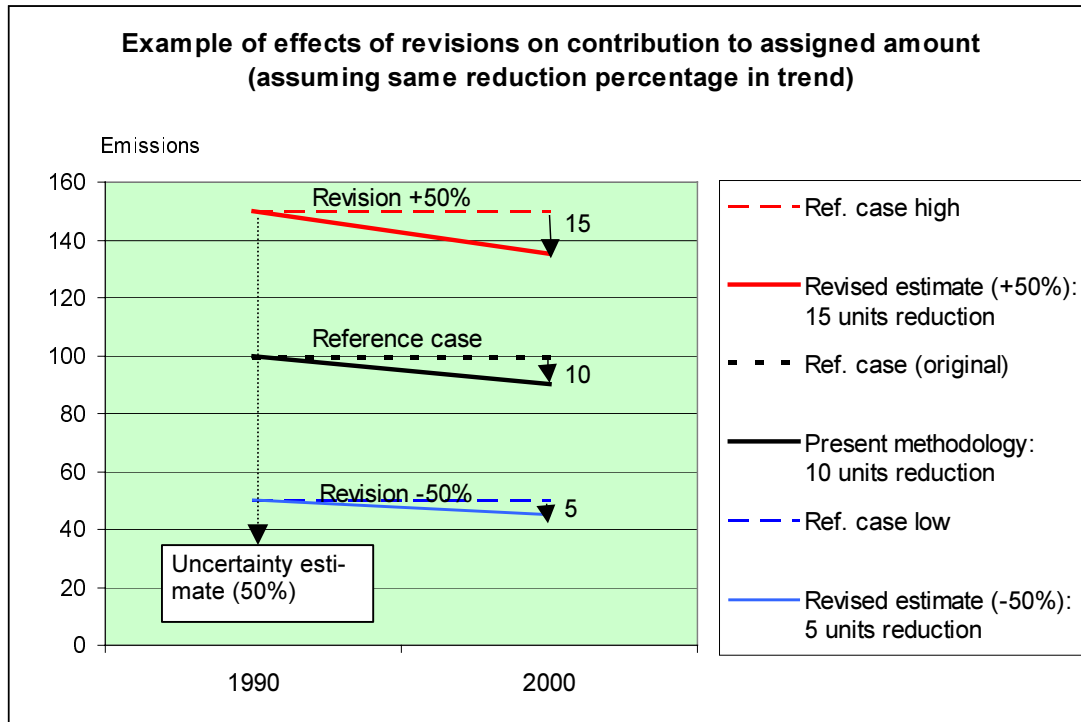 Example of effects of revisions on contribution to assigned amount
(assuming same reduction percentage in trend)
Emissions
160
140
120
100
80
60
40
20
0
Revision +50%
15
Reference case
10
Revision -50%
5
Uncertainty esti-
mate (50%)
1990
2000
Ref. case high
Revised estimate (+50%):
15 units reduction
Ref. case (original)
Present methodology:
10 units reduction
Ref. case low
Revised estimate (-50%):
5 units reduction